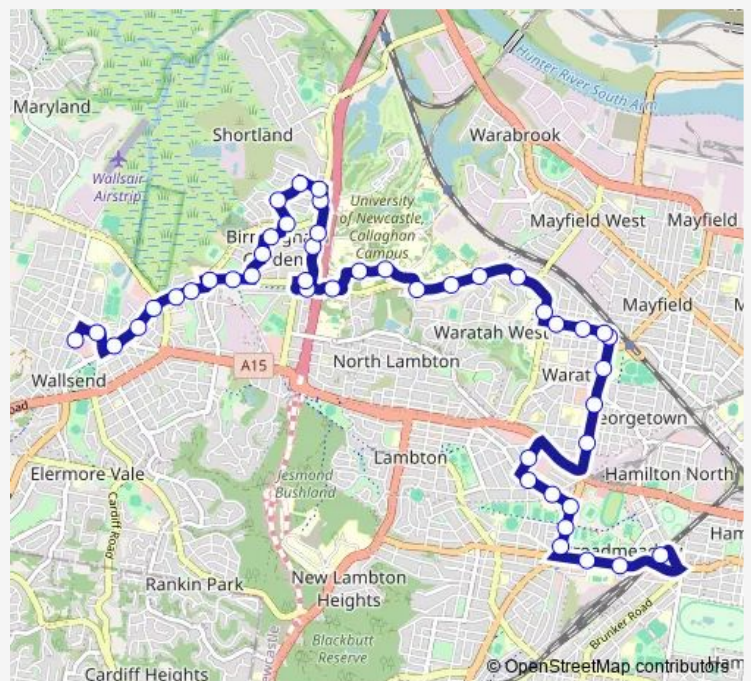 Maryland
Shortland
Warabrook
Hunter River South Arm
Wallsair
Airstrip
University
of Newcastle,
Callaghan
Campus
Mayfield West
Mayfield
Mayfield
Waratah West
North Lambton
A15
Wallsend
Lambton
Hamilton North
Elermore Vale
Jesmond
Bushland
Cardiff Road
Rankin Park
New Lambton
Heights
Brunker Road
Blackbutt
Reserve
Cardiff Heights
© OpenStreetMap contributors